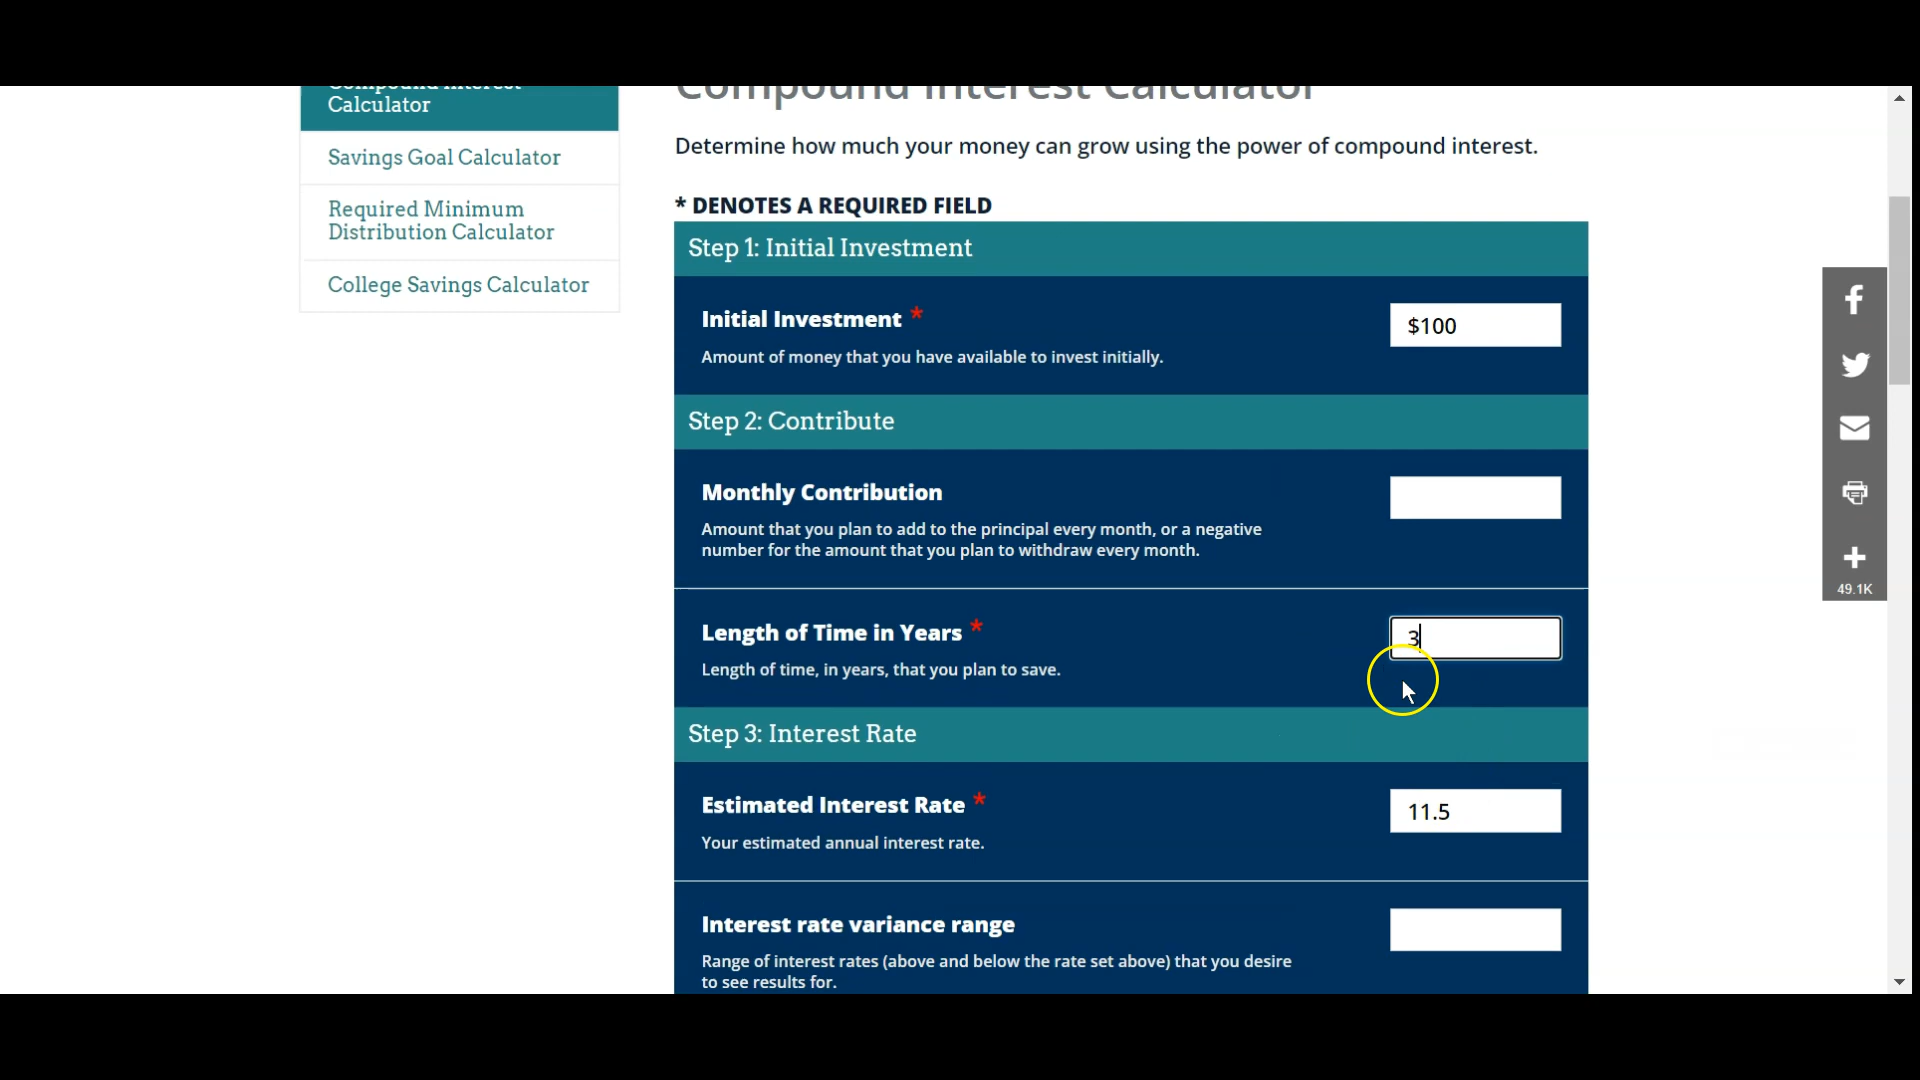 Compound Interest
Calculator
Savings Goal Calculator
Required Minimum
Distribution Calculator
College Savings Calculator
Compound Interest Calculator
Determine how much your money can grow using the power of compound interest.
* DENOTES A REQUIRED FIELD
Step 1: Initial Investment
Initial Investment *
$100
Amount of money that you have available to invest initially.
Step 2: Contribute
Monthly Contribution
Amount that you plan to add to the principal every month, or a negative
number for the amount that you plan to withdraw every month.
Length of Time in Years *
3
Length of time, in years, that you plan to save.
Step 3: Interest Rate
Estimated Interest Rate *
11.5
Your estimated annual interest rate.
Interest rate variance range
Range of interest rates (above and below the rate set above) that you desire
to see results for.
49.1K